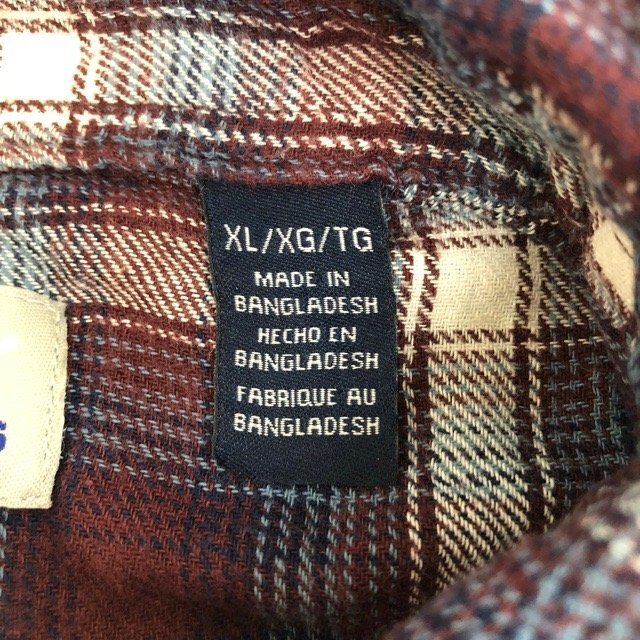 XL/XG/TG
MADE IN
BANGLADESH
HECHO EN
BANGLADESH
FABRIQUE AU
BANGLADESH